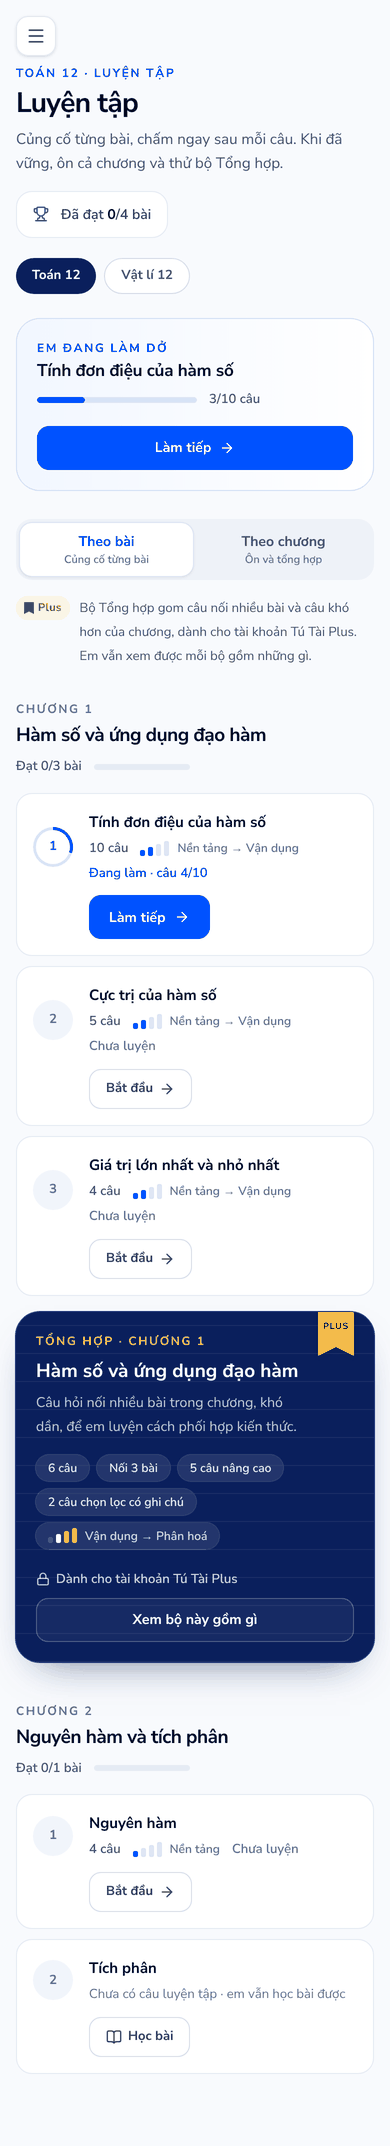 TOÁN 12 · LUYỆN TẬP
Luyện tập
Củng cố từng bài, chấm ngay sau mỗi câu. Khi đã
vững, ôn cả chương và thử bộ Tổng hợp.
Đã đạt 0/4 bài
Toán 12
Vật lí 12
EM ĐANG LÀM DỞ
Tính đơn điệu của hàm số
3/10 câu
Làm tiếp →
Theo bài
Củng cố từng bài
Theo chương
Ôn và tổng hợp
Plus
Bộ Tổng hợp gom câu nối nhiều bài và câu khó
hơn của chương, dành cho tài khoản Tú Tài Plus.
Em vẫn xem được mỗi bộ gồm những gì.
CHƯƠNG 1
Hàm số và ứng dụng đạo hàm
Đạt 0/3 bài
1
Tính đơn điệu của hàm số
10 câu Nền tảng → Vận dụng
Đang làm · câu 4/10
Làm tiếp →
2
Cực trị của hàm số
5 câu Nền tảng → Vận dụng
Chưa luyện
Bắt đầu →
3
Giá trị lớn nhất và nhỏ nhất
4 câu Nền tảng → Vận dụng
Chưa luyện
Bắt đầu →
PLUS
TỔNG HỢP · CHƯƠNG 1
Hàm số và ứng dụng đạo hàm
Câu hỏi nối nhiều bài trong chương, khó
dần, để em luyện cách phối hợp kiến thức.
6 câu Nối 3 bài 5 câu nâng cao
2 câu chọn lọc có ghi chú
Vận dụng → Phân hoá
Dành cho tài khoản Tú Tài Plus
Xem bộ này gồm gì
CHƯƠNG 2
Nguyên hàm và tích phân
Đạt 0/1 bài
1
Nguyên hàm
4 câu Nền tảng Chưa luyện
Bắt đầu →
2
Tích phân
Chưa có câu luyện tập · em vẫn học bài được
Học bài